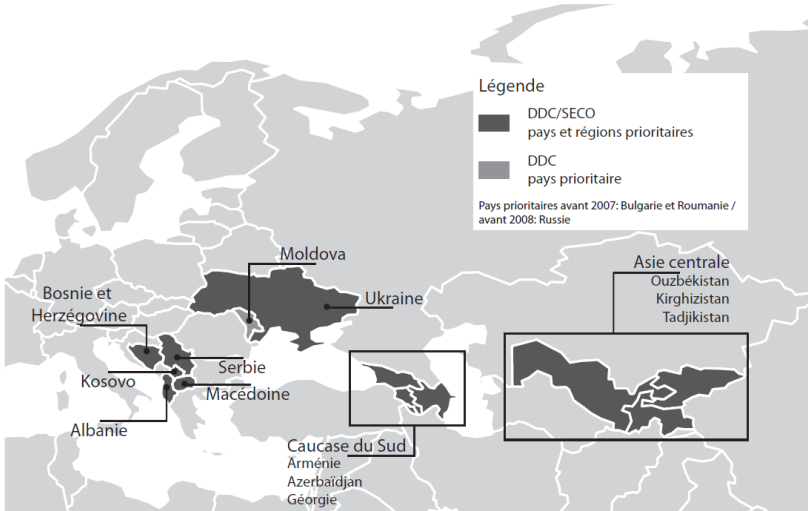 Légende
DDC/SECO
pays et régions prioritaires
DDC
pays prioritaire
Pays prioritaires avant 2007: Bulgarie et Roumanie /
avant 2008: Russie
Moldova
Asie centrale
Ouzbékistan
Kirghizistan
Tadjikistan
Bosnie et
Herzégovine
Ukraine
Serbie
Kosovo
Macédoine
Albanie
Caucase du Sud
Arménie
Azerbaïdjan
Géorgie